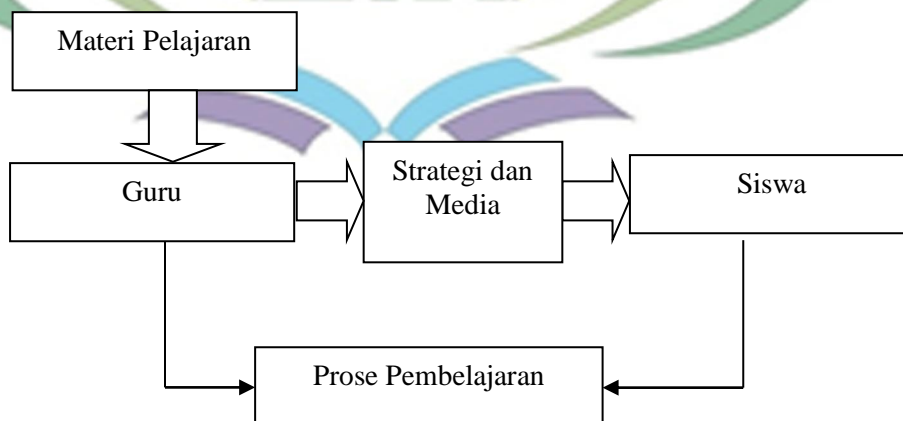 Materi Pelajaran
Guru
Strategi dan
Media
Siswa
Prose Pembelajaran